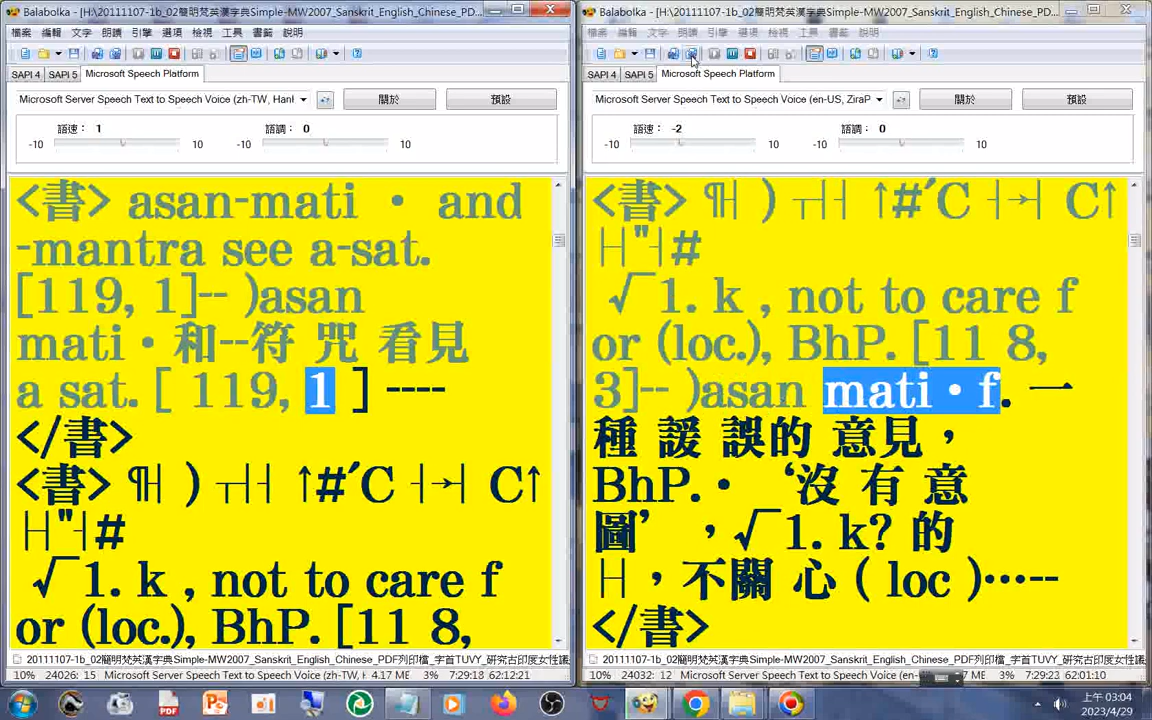 Balabolka - [H:\20111107-1b_02簡明梵英漢字典Simple-MW2007_Sanskrit_English_Chinese_PD...
檔案 編輯 文字 朗讀 引擎 選項 檢視 工具 書籤 說明
SAPI 4 SAPI 5 Microsoft Speech Platform
Microsoft Server Speech Text to Speech Voice (zh-TW, Hanl
關於 預設
語速： 1 語調： 0
-10 10 -10 10
<書> asan-mati • and
-mantra see a-sat.
[119, 1]-- )asan
mati • 和--符 咒 看見
a sat. [ 119, 1 ] ----
</書>
<書> ¶┤ ) ┬┤┤ ↑#′C ┤→┤ C↑
├"┤#
√ 1. k , not to care f
or (loc.), BhP. [11 8,
20111107-1b_02簡明梵英漢字典Simple-MW2007_Sanskrit_English_Chinese_PDF列印檔_字首TUVY_研究古印度女性議
10% 24026: 15 Microsoft Server Speech Text to Speech Voice (zh-TW, H 4.17 ME 3% 7:29:18 62:12:21
Balabolka - [H:\20111107-1b_02簡明梵英漢字典Simple-MW2007_Sanskrit_English_Chinese_PDF...
檔案 編輯 文字 朗讀 引擎 選項 檢視 工具 書籤 說明
SAPI 4 SAPI 5 Microsoft Speech Platform
Microsoft Server Speech Text to Speech Voice (en-US, ZiraP
關於 預設
語速： -2 語調： 0
-10 10 -10 10
<書> ¶┤ ) ┬┤┤ ↑#′C ┤→┤ C↑
├"┤#
√ 1. k , not to care f
or (loc.), BhP. [11 8,
3]-- )asan mati • f. 一
種 諼 誤的 意見，
BhP. • ‘沒 有 意
圖’ ，√ 1. k? 的
├，不關 心 ( loc )…--
</書>
20111107-1b_02簡明梵英漢字典Simple-MW2007_Sanskrit_English_Chinese_PDF列印檔_字首TUVY_研究古印度女性議
10% 24032: 12 Microsoft Server Speech Text to Speech Voice (en- 4.17 ME 3% 7:29:23 62:01:10
上午 03:04
2023/4/29